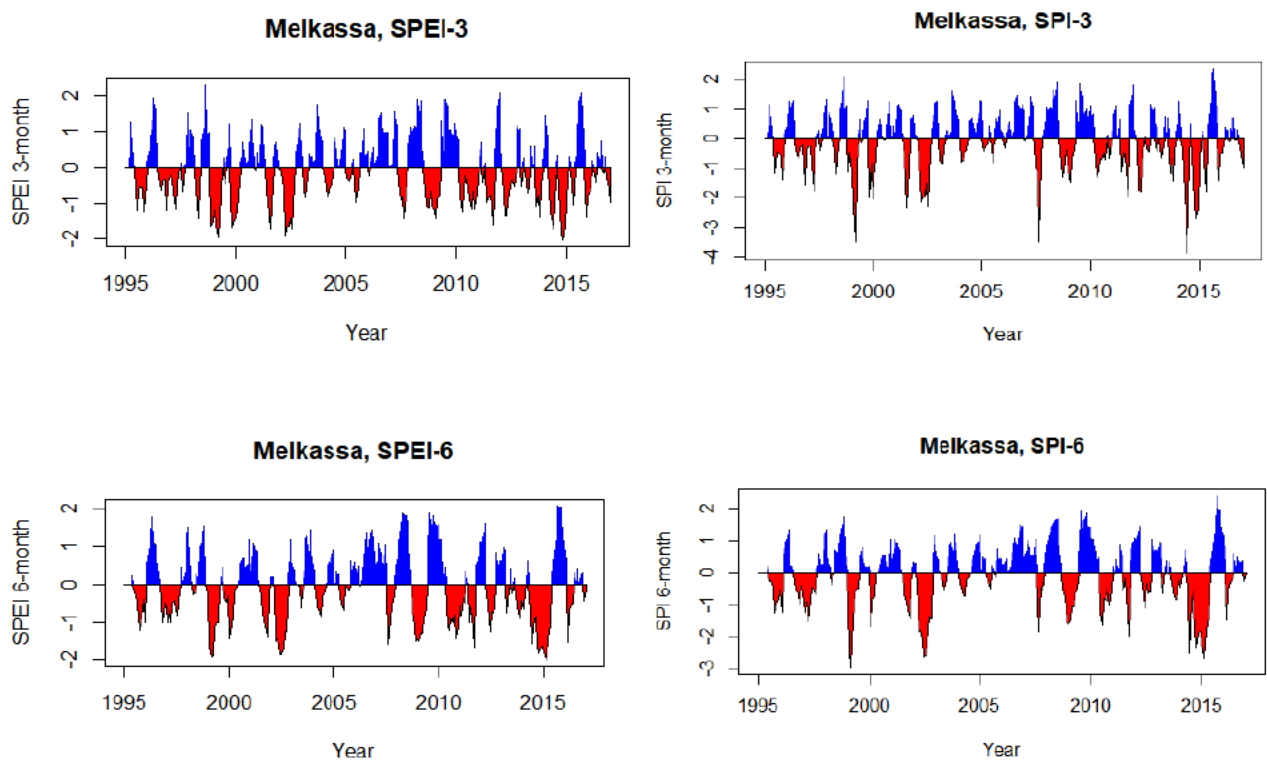 Melkassa, SPEI-3
SPEI 3-month
2
1
0
-1
-2
1995 2000 2005 2010 2015
Year
Melkassa, SPI-3
SPI 3-month
2
1
0
-1
-2
-3
-4
1995 2000 2005 2010 2015
Year
Melkassa, SPEI-6
SPEI 6-month
2
1
0
-1
-2
1995 2000 2005 2010 2015
Year
Melkassa, SPI-6
SPI 6-month
2
1
0
-1
-2
-3
1995 2000 2005 2010 2015
Year